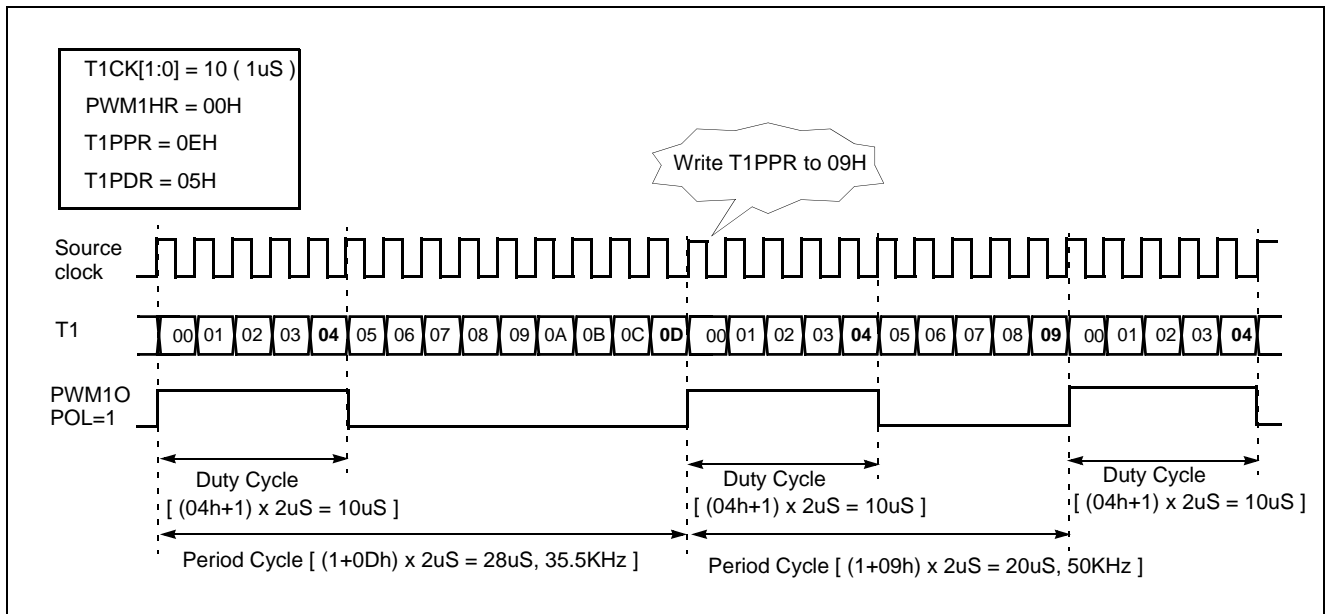 T1CK[1:0] = 10 ( 1uS )
PWM1HR = 00H
T1PPR = 0EH
T1PDR = 05H
Write T1PPR to 09H
Source
clock
T1 00 01 02 03 04 05 06 07 08 09 0A 0B 0C 0D 00 01 02 03 04 05 06 07 08 09 00 01 02 03 04
PWM1O
POL=1
Duty Cycle
[ (04h+1) x 2uS = 10uS ]
Duty Cycle
[ (04h+1) x 2uS = 10uS ]
Duty Cycle
[ (04h+1) x 2uS = 10uS ]
Period Cycle [ (1+0Dh) x 2uS = 28uS, 35.5KHz ]
Period Cycle [ (1+09h) x 2uS = 20uS, 50KHz ]